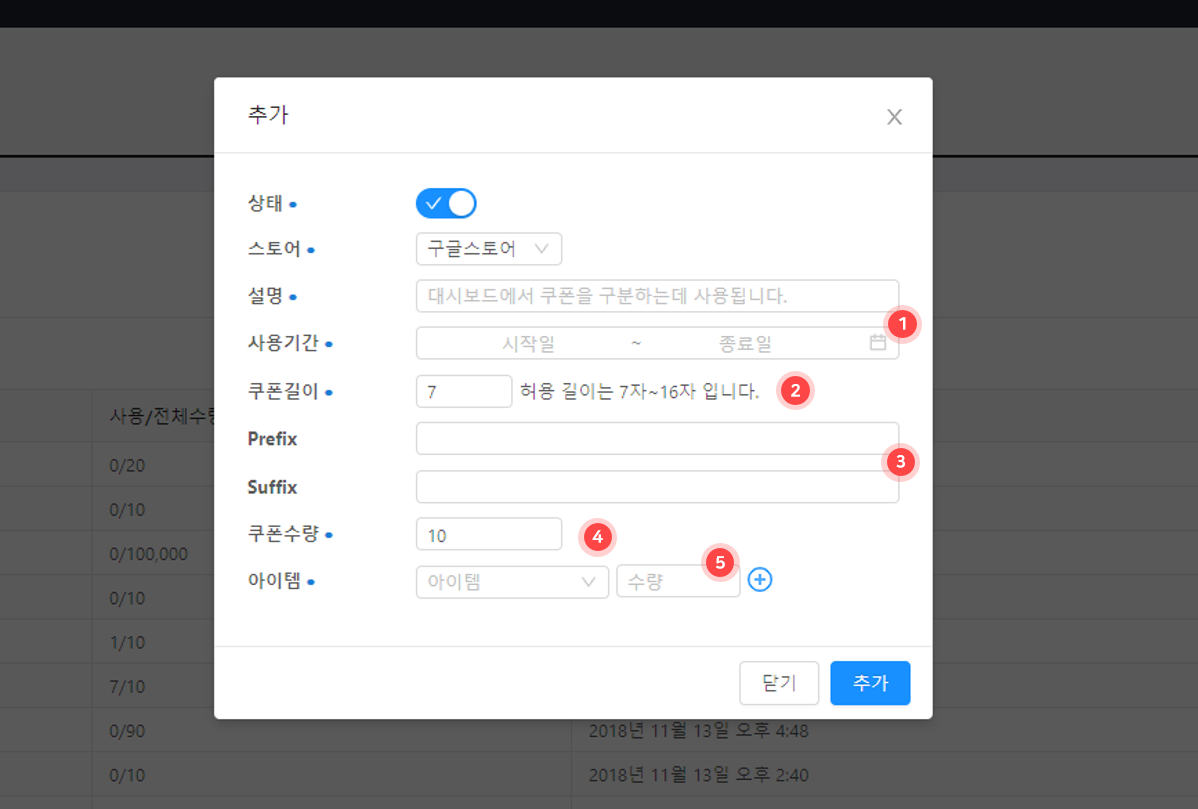 추가
상태
스토어 구글스토어
설명 대시보드에서 쿠폰을 구분하는데 사용됩니다.
1
사용기간 시작일 ~ 종료일
쿠폰길이 7 허용 길이는 7자~16자 입니다. 2
Prefix
3
Suffix
쿠폰수량 10 4
5
아이템 아이템 수량
닫기 추가
사용/전체수량
0/20
0/10
0/100,000
0/10
1/10
7/10
0/90 2018년 11월 13일 오후 4:48
0/10 2018년 11월 13일 오후 2:40